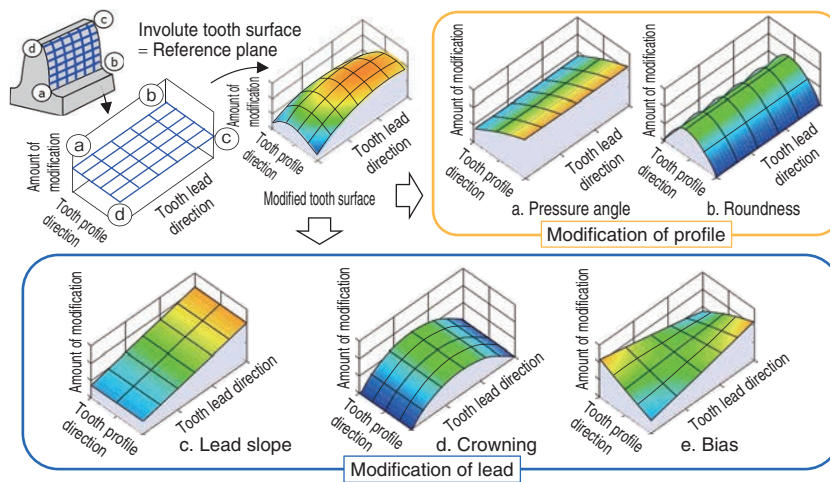 Involute tooth surface
= Reference plane
c
d
b
a
b
a
c
d
Amount of
modification
Tooth profile
direction
Tooth lead
direction
Amount of
modification
Tooth profile
direction
Tooth lead
direction
Modified tooth surface
Amount of modification
Tooth profile
direction
Tooth lead
direction
a. Pressure angle
Amount of modification
Tooth profile
direction
Tooth lead
direction
b. Roundness
Modification of profile
Amount of modification
Tooth profile
direction
Tooth lead direction
c. Lead slope
Amount of modification
Tooth profile
direction
Tooth lead direction
d. Crowning
Amount of modification
Tooth profile
direction
Tooth lead direction
e. Bias
Modification of lead